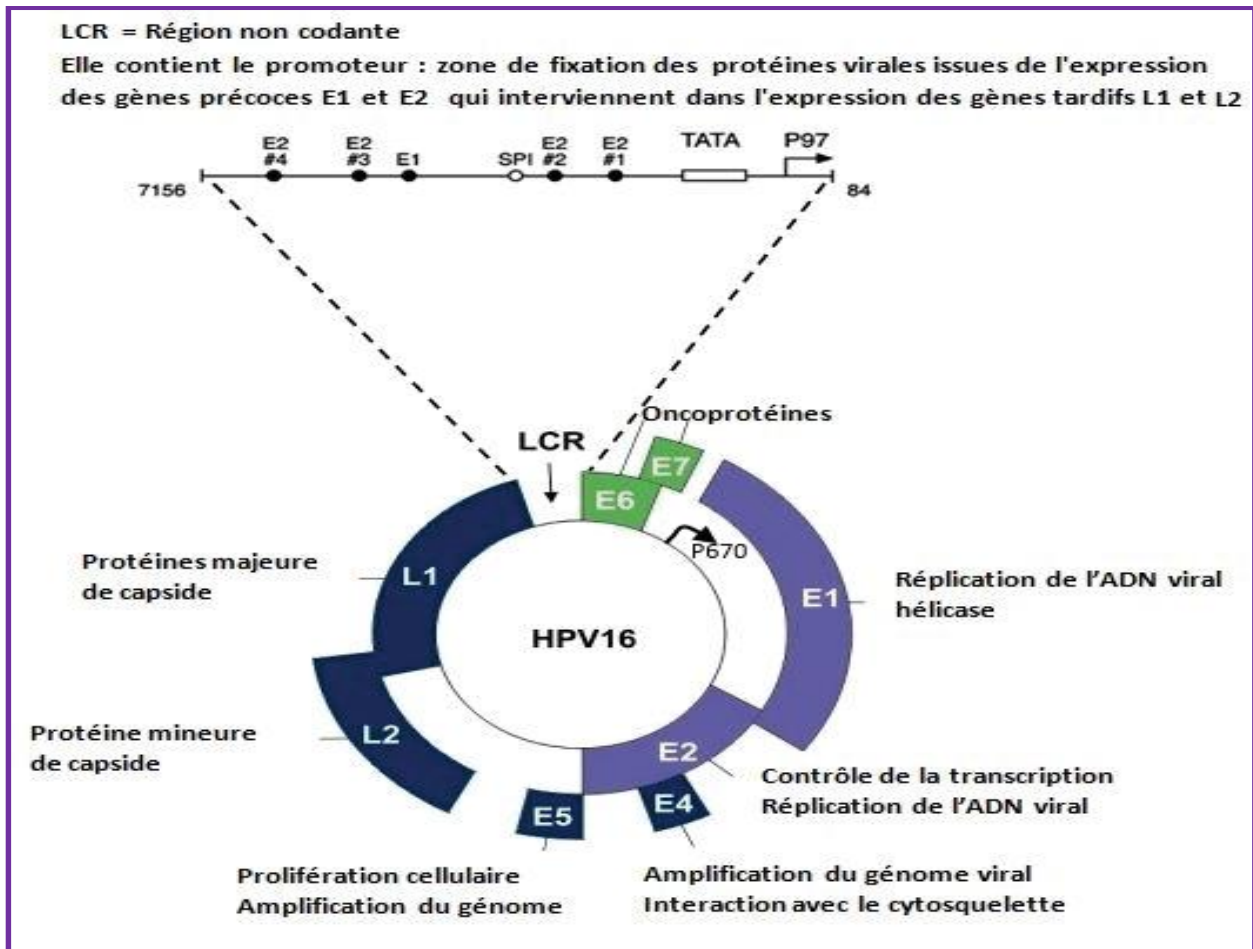 LCR = Région non codante
Elle contient le promoteur : zone de fixation des protéines virales issues de l'expression
des gènes précoces E1 et E2 qui interviennent dans l'expression des gènes tardifs L1 et L2
E2 E2 E2 E2 TATA P97
#4 #3 E1 SPI #2 #1
7156 84
Oncoprotéines
LCR
E7
E6
P670
Protéines majeure
de capside
L1
E1
Réplication de l'ADN viral
hélicase
HPV16
Protéine mineure
de capside
L2
E2
Contrôle de la transcription
Réplication de l'ADN viral
E5
E4
Prolifération cellulaire
Amplification du génome
Amplification du génome viral
Interaction avec le cytosquelette